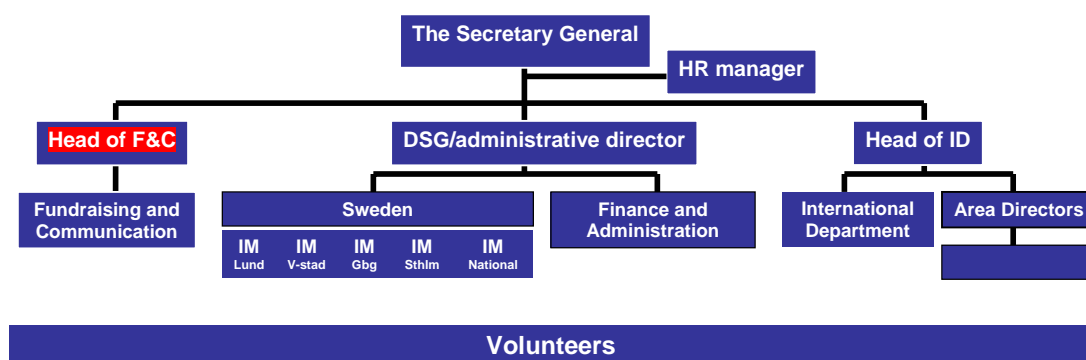 The Secretary General
HR manager
Head of F&C
DSG/administrative director
Head of ID
Fundraising and
Communication
Sweden
IM IM IM IM IM
Lund V-stad Gbg Sthlm National
Finance and
Administration
International
Department
Area Directors
Volunteers